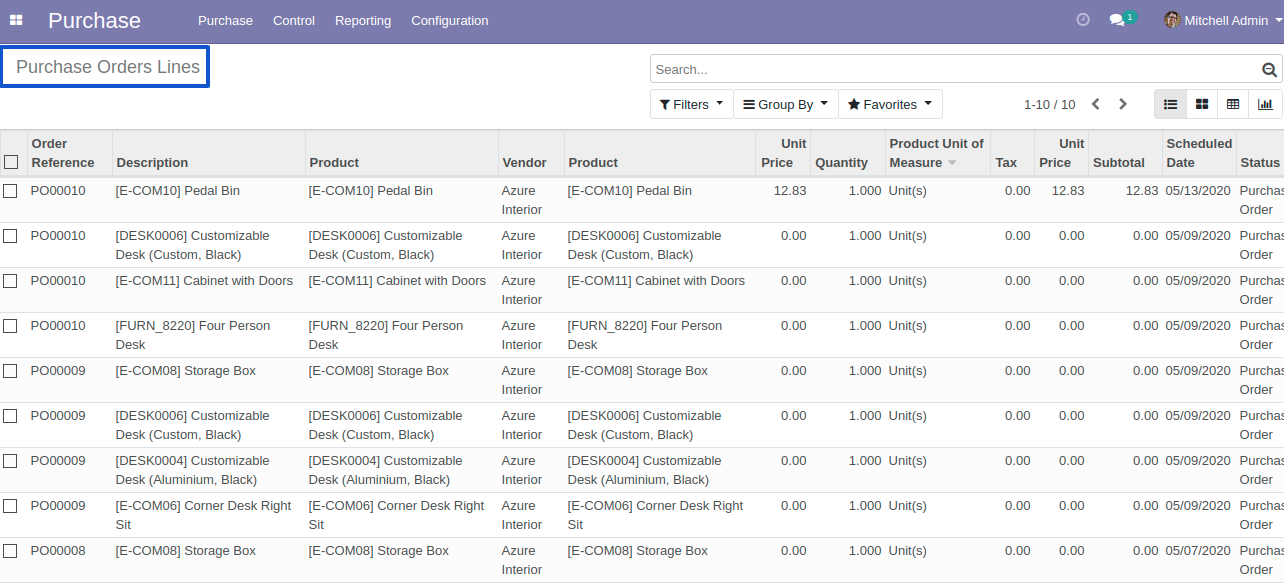 Purchase Purchase Control Reporting Configuration 1 Mitchell Admin
Purchase Orders Lines
Search...
Filters Group By Favorites 1-10 / 10
Order Reference Description Product Vendor Product Unit Price Quantity Product Unit of Measure Tax Unit Price Subtotal Scheduled Date Status
PO00010 [E-COM10] Pedal Bin [E-COM10] Pedal Bin Azure Interior [E-COM10] Pedal Bin 12.83 1.000 Unit(s) 0.00 12.83 12.83 05/13/2020 Purchas Order
PO00010 [DESK0006] Customizable Desk (Custom, Black) [DESK0006] Customizable Desk (Custom, Black) Azure Interior [DESK0006] Customizable Desk (Custom, Black) 0.00 1.000 Unit(s) 0.00 0.00 0.00 05/09/2020 Purchas Order
PO00010 [E-COM11] Cabinet with Doors [E-COM11] Cabinet with Doors Azure Interior [E-COM11] Cabinet with Doors 0.00 1.000 Unit(s) 0.00 0.00 0.00 05/09/2020 Purchas Order
PO00010 [FURN_8220] Four Person Desk [FURN_8220] Four Person Desk Azure Interior [FURN_8220] Four Person Desk 0.00 1.000 Unit(s) 0.00 0.00 0.00 05/09/2020 Purchas Order
PO00009 [E-COM08] Storage Box [E-COM08] Storage Box Azure Interior [E-COM08] Storage Box 0.00 1.000 Unit(s) 0.00 0.00 0.00 05/09/2020 Purchas Order
PO00009 [DESK0006] Customizable Desk (Custom, Black) [DESK0006] Customizable Desk (Custom, Black) Azure Interior [DESK0006] Customizable Desk (Custom, Black) 0.00 1.000 Unit(s) 0.00 0.00 0.00 05/09/2020 Purchas Order
PO00009 [DESK0004] Customizable Desk (Aluminium, Black) [DESK0004] Customizable Desk (Aluminium, Black) Azure Interior [DESK0004] Customizable Desk (Aluminium, Black) 0.00 1.000 Unit(s) 0.00 0.00 0.00 05/09/2020 Purchas Order
PO00009 [E-COM06] Corner Desk Right Sit [E-COM06] Corner Desk Right Sit Azure Interior [E-COM06] Corner Desk Right Sit 0.00 1.000 Unit(s) 0.00 0.00 0.00 05/09/2020 Purchas Order
PO00008 [E-COM08] Storage Box [E-COM08] Storage Box Azure Interior [E-COM08] Storage Box 0.00 1.000 Unit(s) 0.00 0.00 0.00 05/07/2020 Purchas Order